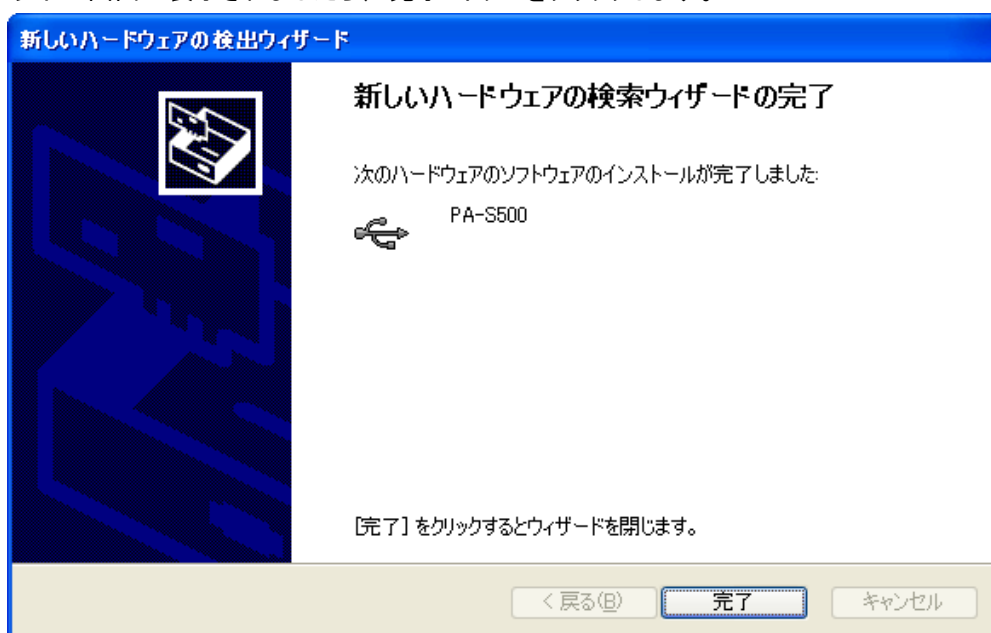 新しいハードウェアの検出ウィザード
新しいハードウェアの検索ウィザードの完了
次のハードウェアのソフトウェアのインストールが完了しました:
PA-S500
[完了] をクリックするとウィザードを閉じます。
< 戻る(B)
完了
キャンセル